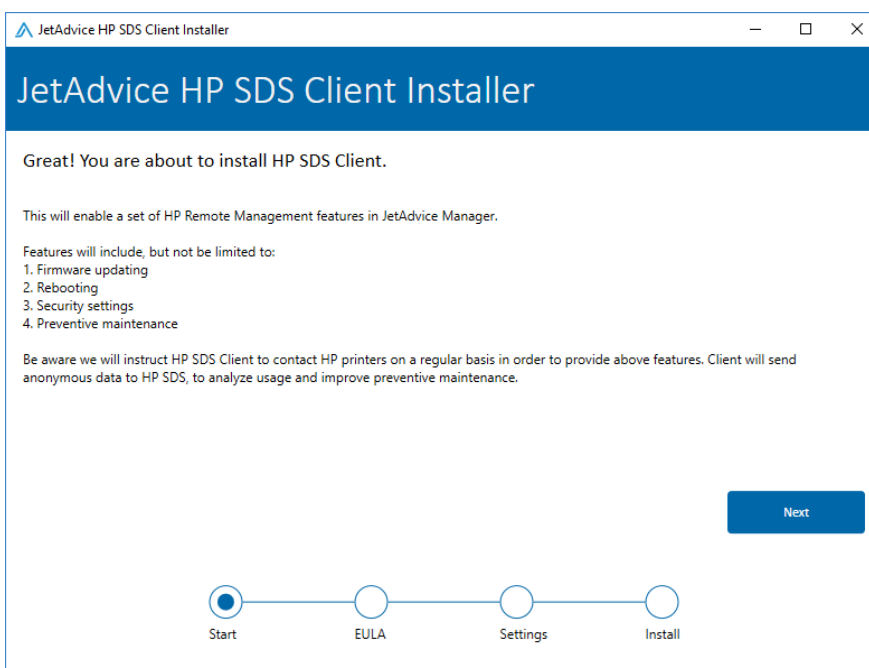 JetAdvice HP SDS Client Installer
JetAdvice HP SDS Client Installer
Great! You are about to install HP SDS Client.
This will enable a set of HP Remote Management features in JetAdvice Manager.
Features will include, but not be limited to:
1. Firmware updating
2. Rebooting
3. Security settings
4. Preventive maintenance
Be aware we will instruct HP SDS Client to contact HP printers on a regular basis in order to provide above features. Client will send
anonymous data to HP SDS, to analyze usage and improve preventive maintenance.
Next
Start EULA Settings Install